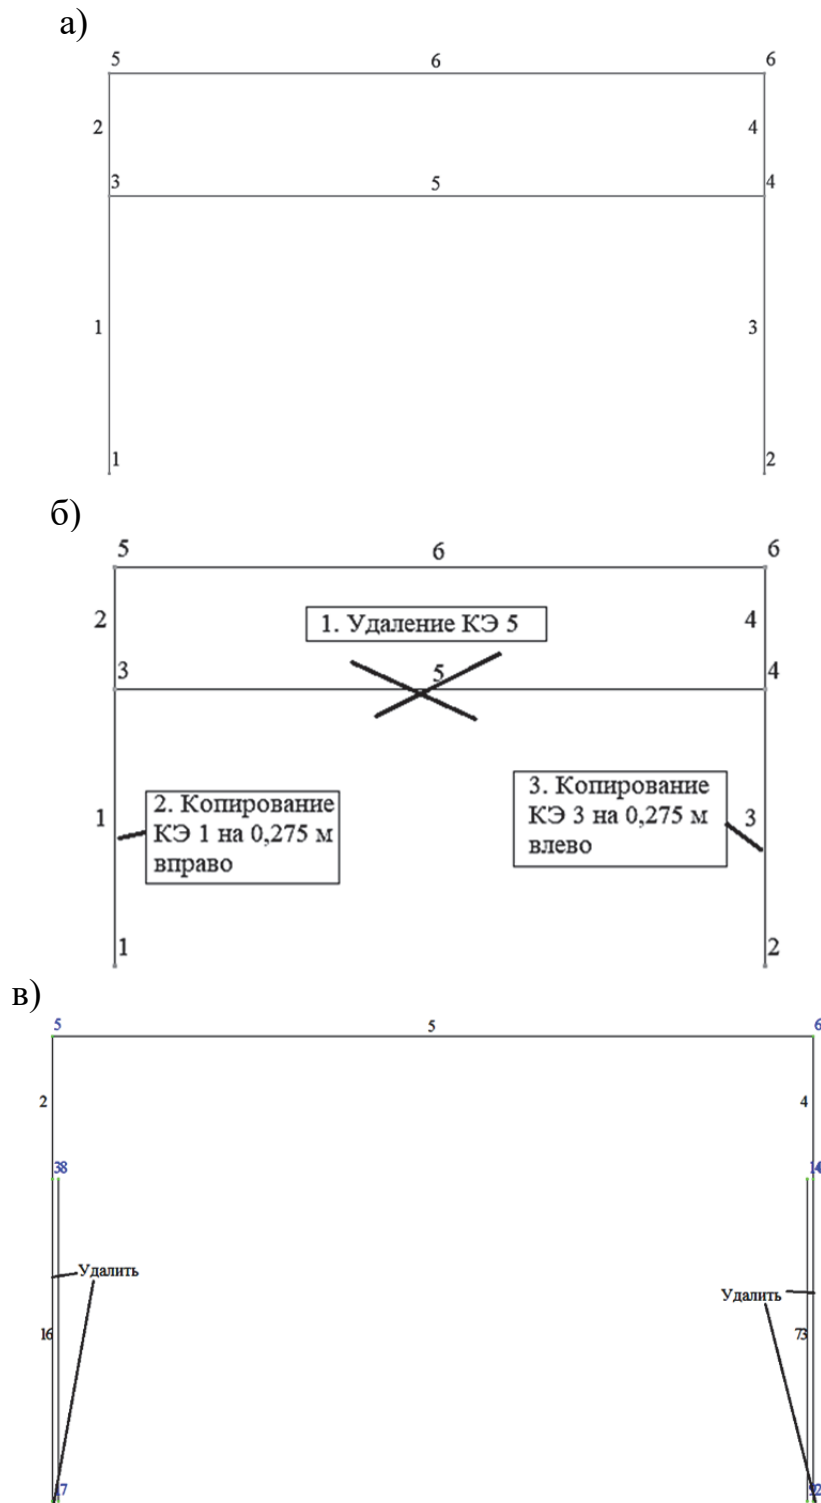 а)
5 6 6
2 4
3 5 4
1 3
1 2
б)
5 6 6
2 4
1. Удаление КЭ 5
3 5 4
1 3
2. Копирование
КЭ 1 на 0,275 м
вправо
3. Копирование
КЭ 3 на 0,275 м
влево
1 2
в)
5 5 6
2 4
38
Удалить
Удалить
16 73
17